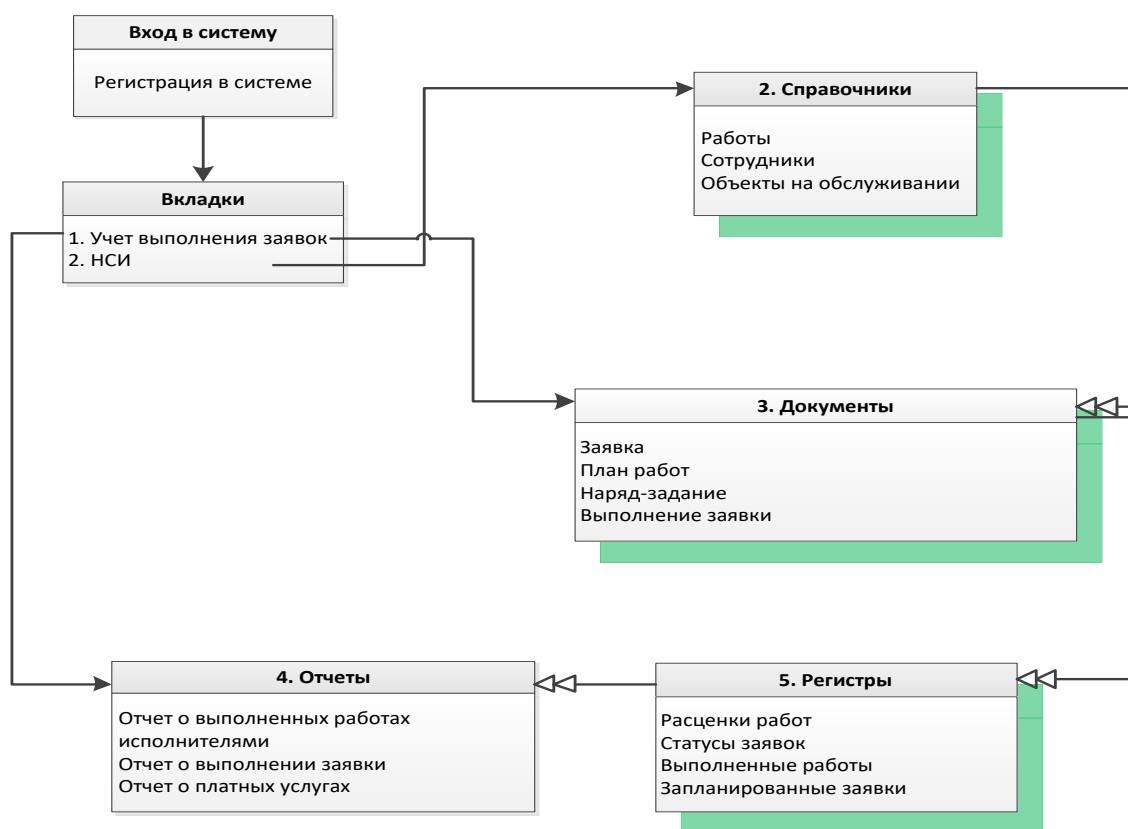 Вход в систему
Регистрация в системе
Вкладки
1. Учет выполнения заявок
2. НСИ
2. Справочники
Работы
Сотрудники
Объекты на обслуживании
3. Документы
Заявка
План работ
Наряд-задание
Выполнение заявки
4. Отчеты
Отчет о выполненных работах
исполнителями
Отчет о выполнении заявки
Отчет о платных услугах
5. Регистры
Расценки работ
Статусы заявок
Выполненные работы
Запланированные заявки